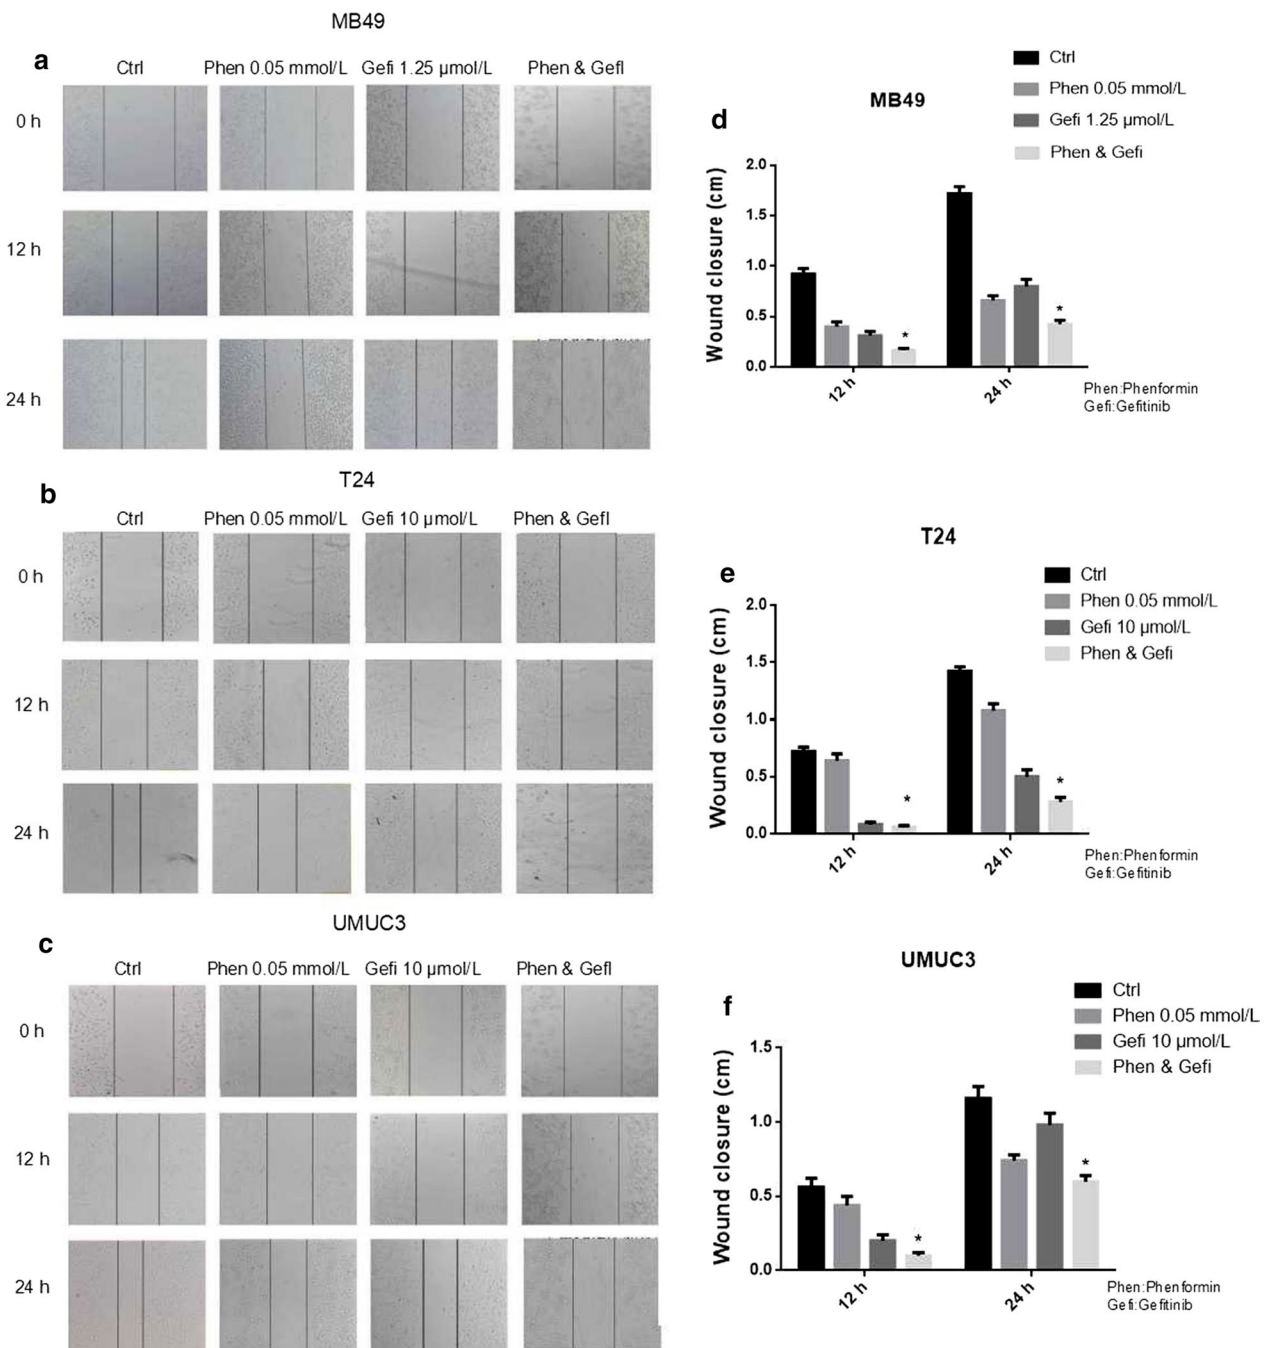 MB49
a
Ctrl Phen 0.05 mmol/L Gefi 1.25 µmol/L Phen & GefI
0 h
12 h
24 h
T24
b
Ctrl Phen 0.05 mmol/L Gefi 10 µmol/L Phen & GefI
0 h
12 h
24 h
UMUC3
c
Ctrl Phen 0.05 mmol/L Gefi 10 µmol/L Phen & GefI
0 h
12 h
24 h
d
MB49
Ctrl
Phen 0.05 mmol/L
Gefi 1.25 µmol/L
Phen & Gefi
Wound closure (cm)
2.0
1.5
1.0
0.5
0.0
*
*
12 h
24 h
Phen:Phenformin
Gefi:Gefitinib
e
T24
Ctrl
Phen 0.05 mmol/L
Gefi 10 µmol/L
Phen & Gefi
Wound closure (cm)
2.0
1.5
1.0
0.5
0.0
*
*
12 h
24 h
Phen:Phenformin
Gefi:Gefitinib
f
UMUC3
Ctrl
Phen 0.05 mmol/L
Gefi 10 µmol/L
Phen & Gefi
Wound closure (cm)
1.5
1.0
0.5
0.0
*
*
12 h
24 h
Phen:Phenformin
Gefi:Gefitinib